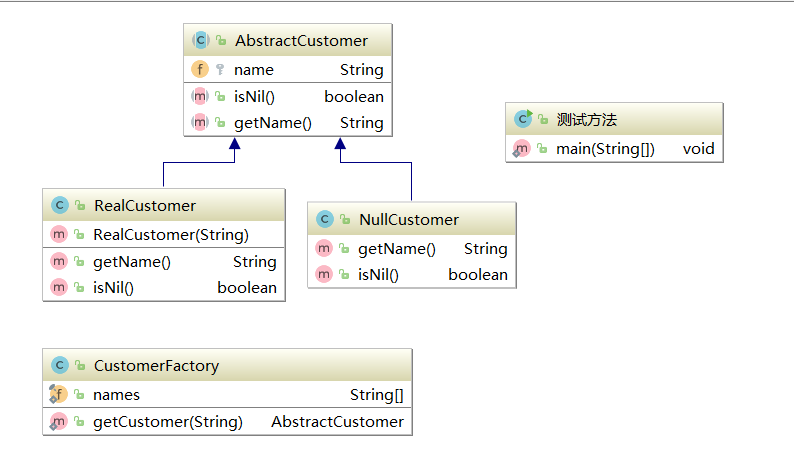 AbstractCustomer
name String
isNil() boolean
getName() String
测试方法
main(String[]) void
RealCustomer
RealCustomer(String)
getName() String
isNil() boolean
NullCustomer
getName() String
isNil() boolean
CustomerFactory
names String[]
getCustomer(String) AbstractCustomer